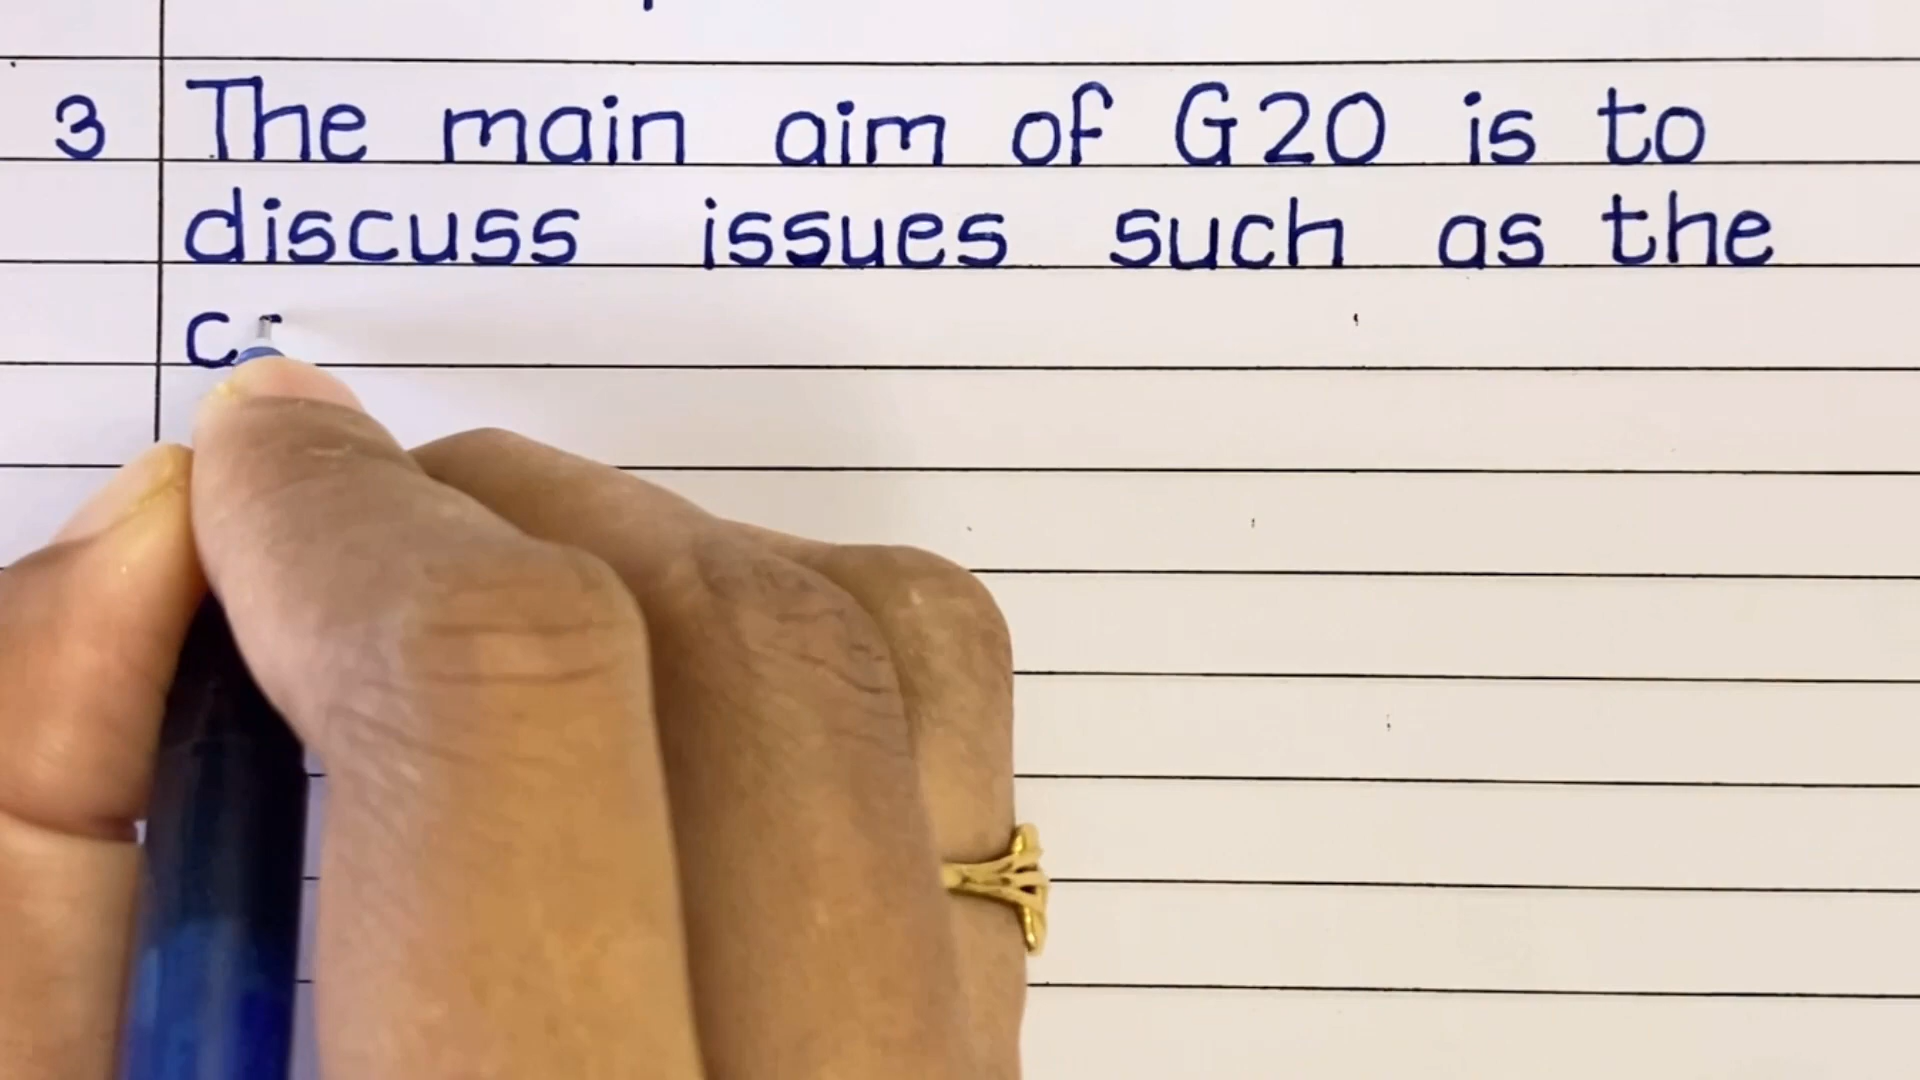 3 The main aim of G20 is to
discuss issues such as the
c